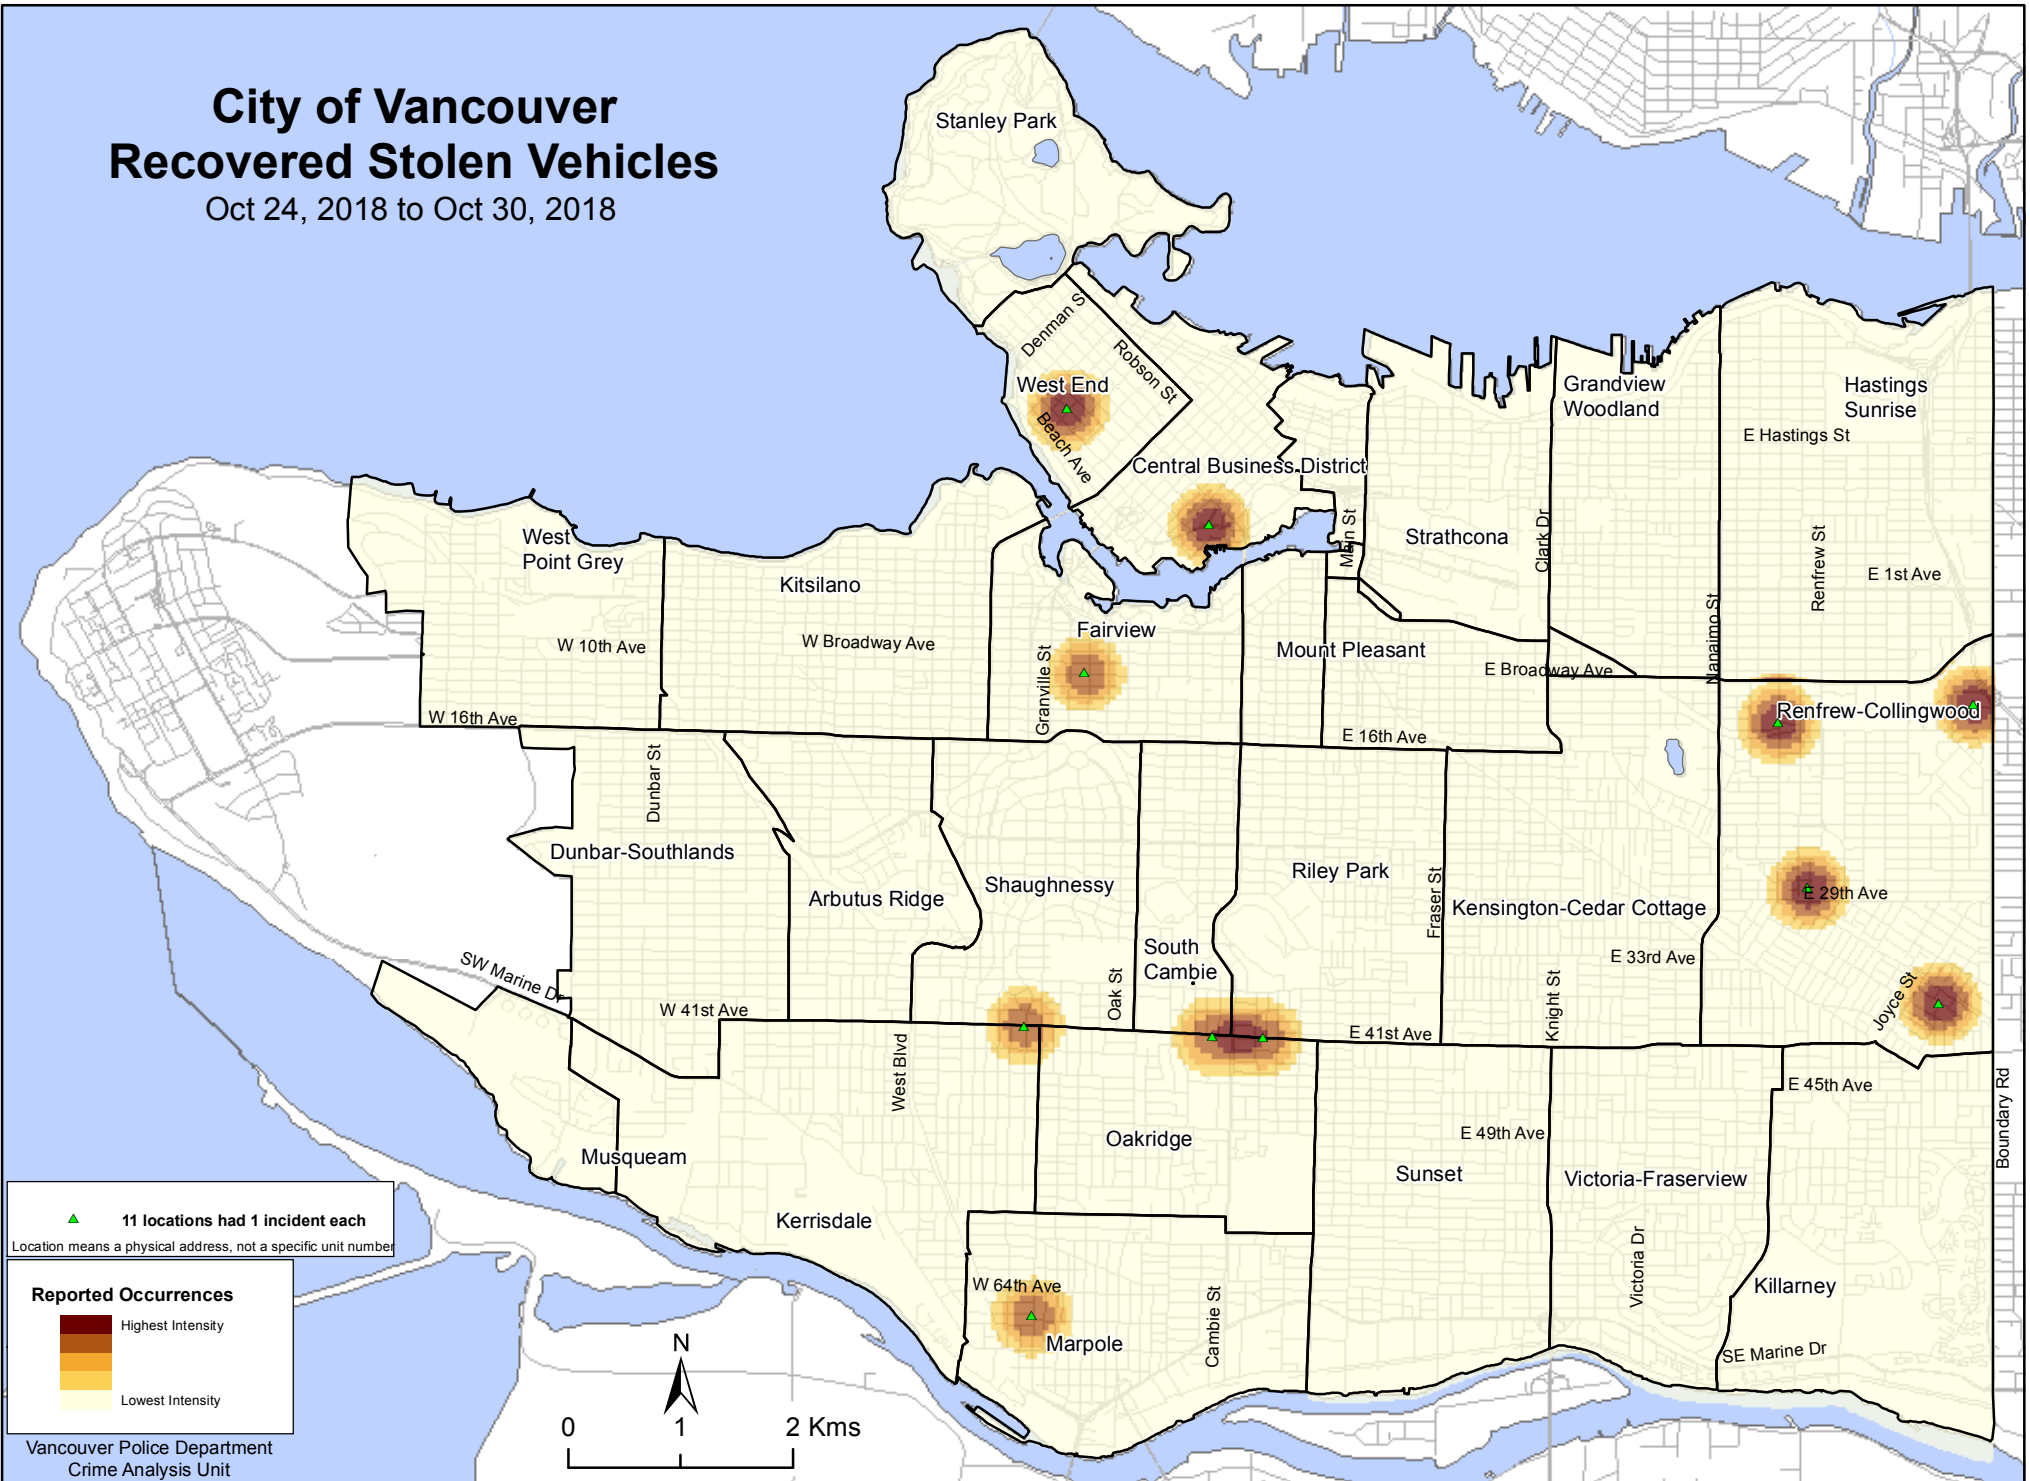 City of Vancouver
Recovered Stolen Vehicles
Oct 24, 2018 to Oct 30, 2018
Stanley Park
Denman S
Robson St
West End
Beach Ave
Central Business District
Grandview
Woodland
Hastings
Sunrise
E Hastings St
West
Point Grey
Kitsilano
Main St
Strathcona
Clark Dr
Renfrew St
E 1st Ave
Nanaimo St
W 10th Ave
W Broadway Ave
Fairview
Granville St
Mount Pleasant
E Broadway Ave
W 16th Ave
E 16th Ave
Renfrew-Collingwood
Dunbar St
Dunbar-Southlands
Arbutus Ridge
Shaughnessy
Riley Park
Fraser St
Kensington-Cedar Cottage
E 29th Ave
South
Cambie
E 33rd Ave
SW Marine Dr
W 41st Ave
Oak St
E 41st Ave
Knight St
Joyce St
West Blvd
E 45th Ave
Boundary Rd
Oakridge
E 49th Ave
Musqueam
Sunset
Victoria-Fraserview
Kerrisdale
Victoria Dr
W 64th Ave
Cambie St
Killarney
Marpole
SE Marine Dr
11 locations had 1 incident each
Location means a physical address, not a specific unit number
Reported Occurrences
Highest Intensity
Lowest Intensity
Vancouver Police Department
Crime Analysis Unit
N
0 1 2 Kms